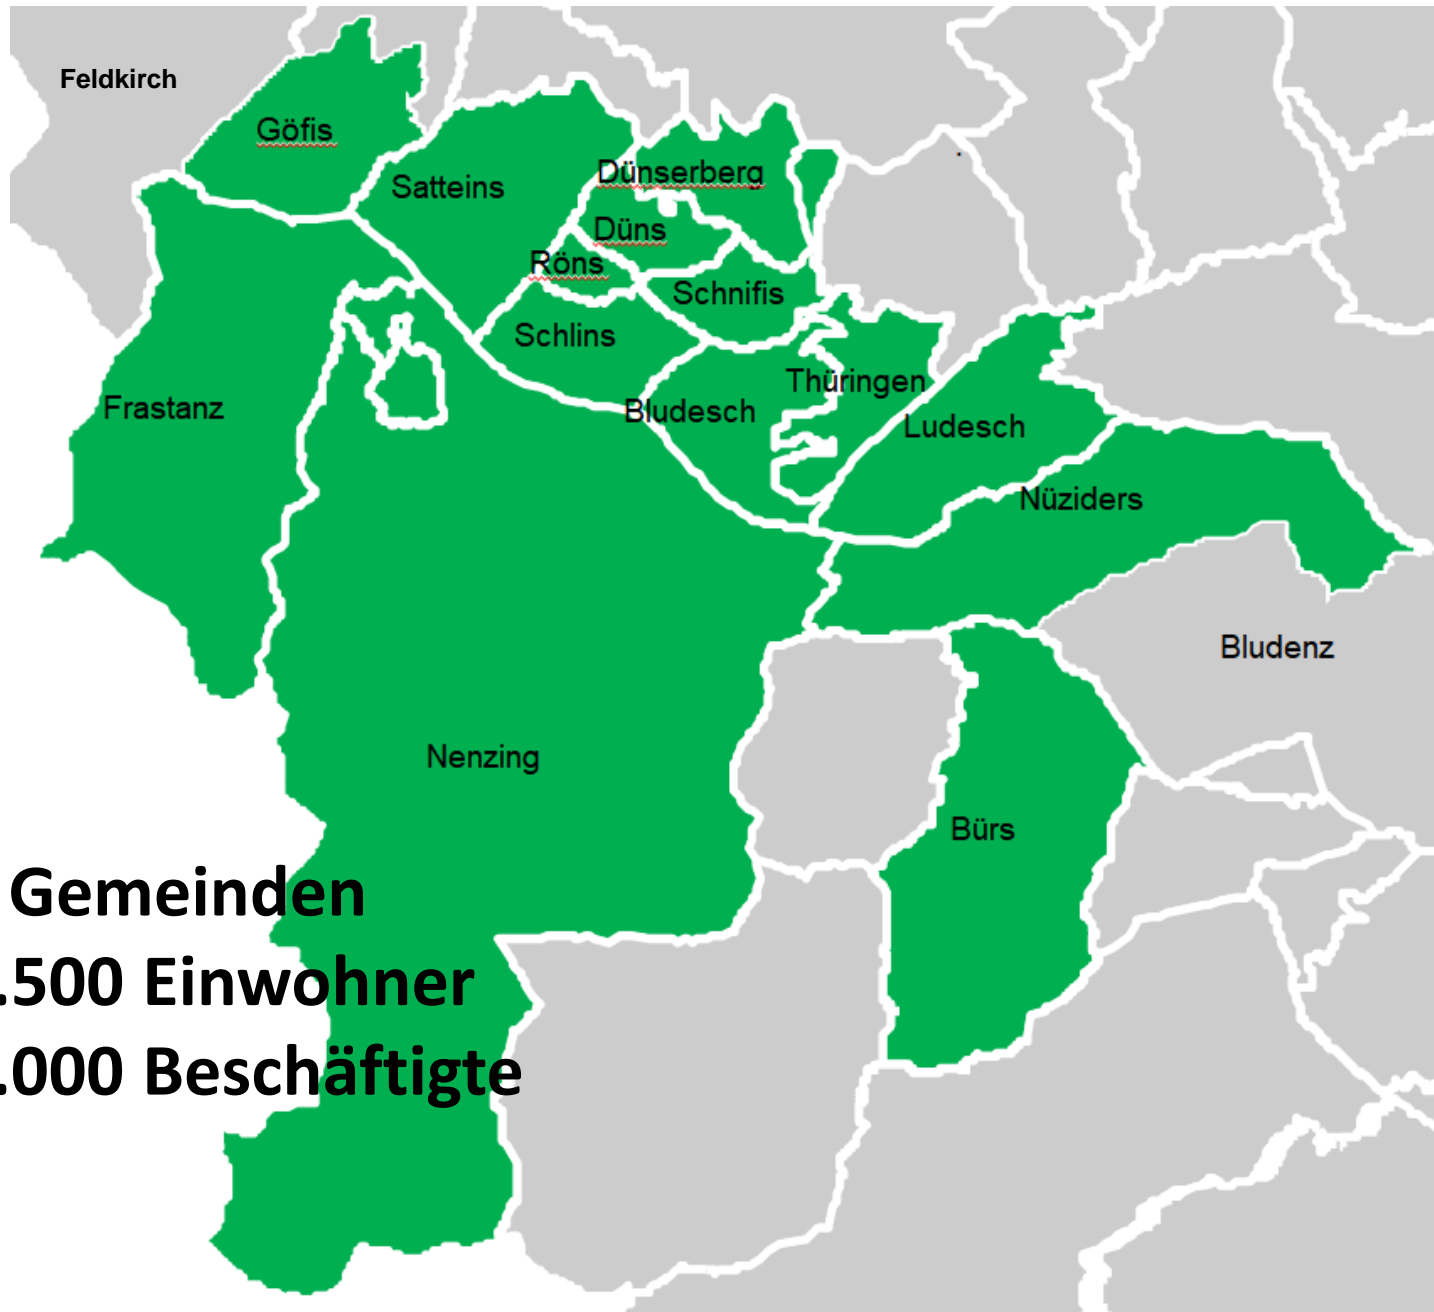 Feldkirch
Göfis
Satteins
Dünserberg
Düns
Röns
Schnifis
Schlins
Thüringen
Frastanz
Bludesch
Ludesch
Nüziders
Bludenz
Nenzing
Bürs
Gemeinden
.500 Einwohner
.000 Beschäftigte